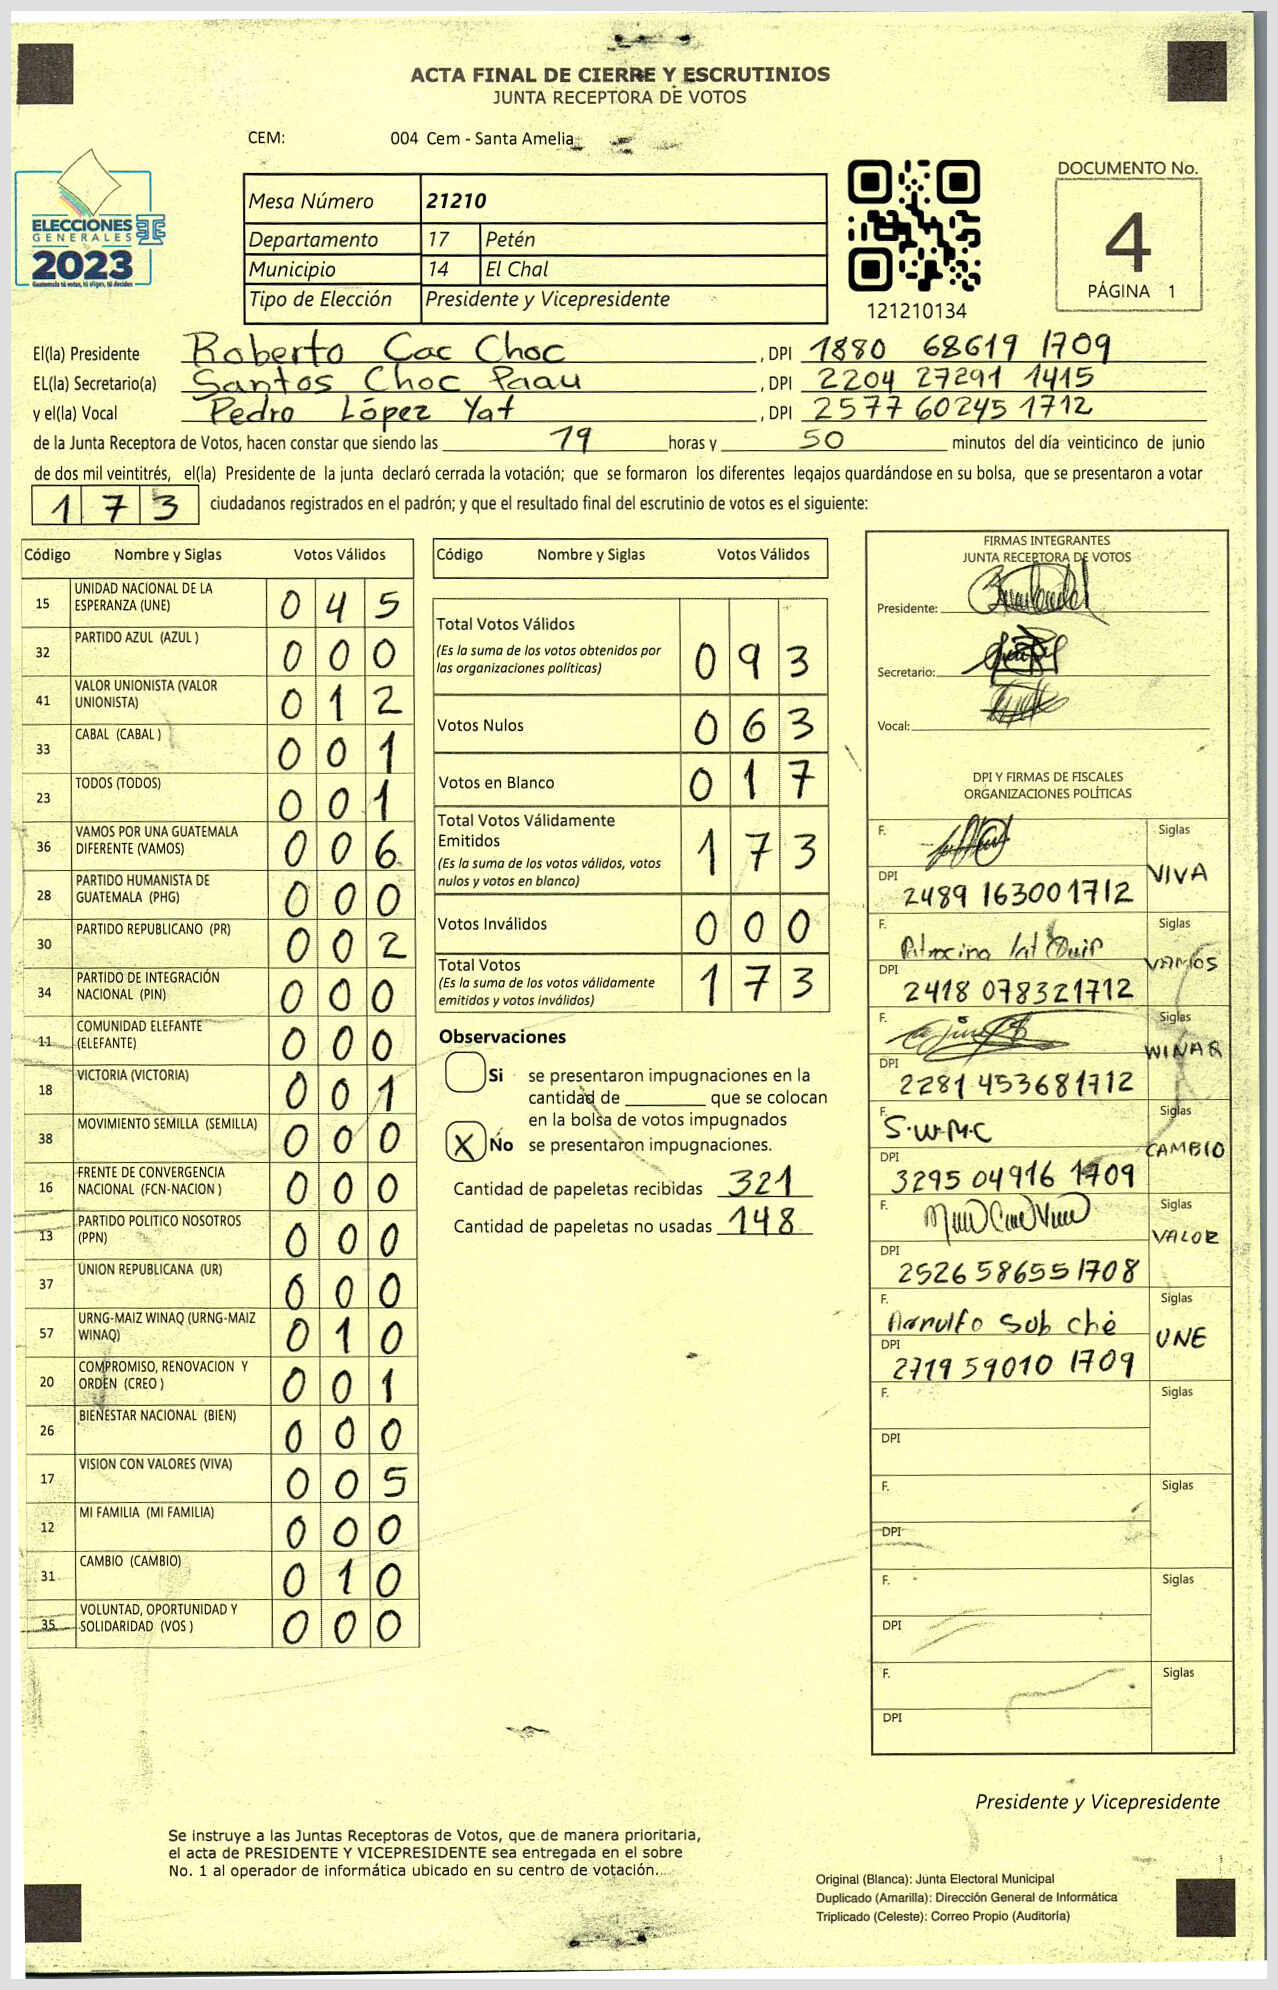 ACTA FINAL DE CIERRE Y ESCRUTINIOS
JUNTA RECEPTORA DE VOTOS
CEM: 004 Cem - Santa Amelia
ELECCIONES
GENERALES
2023
Guatemala tú votas, tú eliges, tú decides
Mesa Número 21210
Departamento 17 Petén
Municipio 14 El Chal
Tipo de Elección Presidente y Vicepresidente
121210134
DOCUMENTO No.
4
PÁGINA 1
El(la) Presidente Roberto Cac Choc , DPI 1880 68619 1709
EL(la) Secretario(a) Santos Choc Paau , DPI 2204 27291 1415
y el(la) Vocal Pedro López Yat , DPI 2577 60245 1712
de la Junta Receptora de Votos, hacen constar que siendo las 19 horas y 50 minutos del día veinticinco de junio
de dos mil veintitrés, el(la) Presidente de la junta declaró cerrada la votación; que se formaron los diferentes legajos guardándose en su bolsa, que se presentaron a votar
173 ciudadanos registrados en el padrón; y que el resultado final del escrutinio de votos es el siguiente:
Código Nombre y Siglas Votos Válidos
15 UNIDAD NACIONAL DE LA ESPERANZA (UNE) 0 4 5
32 PARTIDO AZUL (AZUL ) 0 0 0
41 VALOR UNIONISTA (VALOR UNIONISTA) 0 1 2
33 CABAL (CABAL ) 0 0 1
23 TODOS (TODOS) 0 0 1
36 VAMOS POR UNA GUATEMALA DIFERENTE (VAMOS) 0 0 6
28 PARTIDO HUMANISTA DE GUATEMALA (PHG) 0 0 0
30 PARTIDO REPUBLICANO (PR) 0 0 2
34 PARTIDO DE INTEGRACIÓN NACIONAL (PIN) 0 0 0
11 COMUNIDAD ELEFANTE (ELEFANTE) 0 0 0
18 VICTORIA (VICTORIA) 0 0 1
38 MOVIMIENTO SEMILLA (SEMILLA) 0 0 0
16 FRENTE DE CONVERGENCIA NACIONAL (FCN-NACION ) 0 0 0
13 PARTIDO POLITICO NOSOTROS (PPN) 0 0 0
37 UNION REPUBLICANA (UR) 0 0 0
57 URNG-MAIZ WINAQ (URNG-MAIZ WINAQ) 0 1 0
20 COMPROMISO, RENOVACION Y ORDEN (CREO ) 0 0 1
26 BIENESTAR NACIONAL (BIEN) 0 0 0
17 VISION CON VALORES (VIVA) 0 0 5
12 MI FAMILIA (MI FAMILIA) 0 0 0
31 CAMBIO (CAMBIO) 0 1 0
35 VOLUNTAD, OPORTUNIDAD Y SOLIDARIDAD (VOS ) 0 0 0
Código Nombre y Siglas Votos Válidos
Total Votos Válidos
(Es la suma de los votos obtenidos por
las organizaciones políticas) 0 9 3
Votos Nulos 0 6 3
Votos en Blanco 0 1 7
Total Votos Válidamente
Emitidos
(Es la suma de los votos válidos, votos
nulos y votos en blanco) 1 7 3
Votos Inválidos 0 0 0
Total Votos
(Es la suma de los votos válidamente
emitidos y votos inválidos) 1 7 3
Observaciones
Si se presentaron impugnaciones en la
cantidad de ________ que se colocan
en la bolsa de votos impugnados
X No se presentaron impugnaciones.
Cantidad de papeletas recibidas 321
Cantidad de papeletas no usadas 148
FIRMAS INTEGRANTES
JUNTA RECEPTORA DE VOTOS
Presidente:
Secretario:
Vocal:
DPI Y FIRMAS DE FISCALES
ORGANIZACIONES POLÍTICAS
F. Siglas
VIVA
DPI
2489 16300 1712
F. Siglas
VAMOS
DPI
2418 07832 1712
F. Siglas
WINAQ
DPI
2281 45368 1712
F. Siglas
S.W.M.C
CAMBIO
DPI
3295 04916 1709
F. Siglas
VALOR
DPI
2526 58655 1708
F. Siglas
Arnulfo Sub ché
UNE
DPI
2719 59010 1709
F. Siglas
DPI
F. Siglas
DPI
F. Siglas
DPI
F. Siglas
DPI
Presidente y Vicepresidente
Se instruye a las Juntas Receptoras de Votos, que de manera prioritaria,
el acta de PRESIDENTE Y VICEPRESIDENTE sea entregada en el sobre
No. 1 al operador de informática ubicado en su centro de votación.
Original (Blanca): Junta Electoral Municipal
Duplicado (Amarilla): Dirección General de Informática
Triplicado (Celeste): Correo Propio (Auditoría)